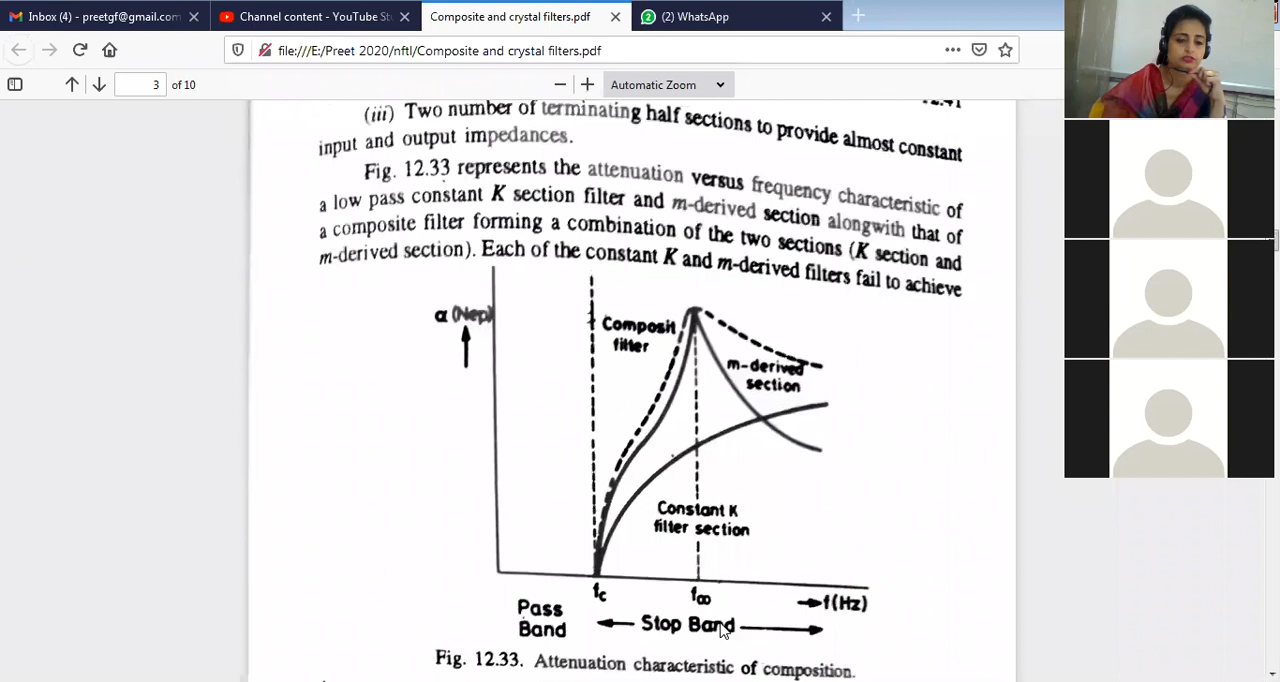 Inbox (4) - preetgf@gmail.com
Channel content - YouTube St
Composite and crystal filters.pdf
(2) WhatsApp
file:///E:/Preet 2020/nftl/Composite and crystal filters.pdf
3 of 10
Automatic Zoom
12.41
(iii) Two number of terminating half sections to provide almost constant
input and output impedances.
Fig. 12.33 represents the attenuation versus frequency characteristic of
a low pass constant K section filter and m-derived section alongwith that of
a composite filter forming a combination of the two sections (K section and
m-derived section). Each of the constant K and m-derived filters fail to achieve
α (Nep)
Composit
filter
m-derived
section
Constant K
filter section
fc
f∞
f(Hz)
Pass
Band
Stop Band
Fig. 12.33. Attenuation characteristic of composition.